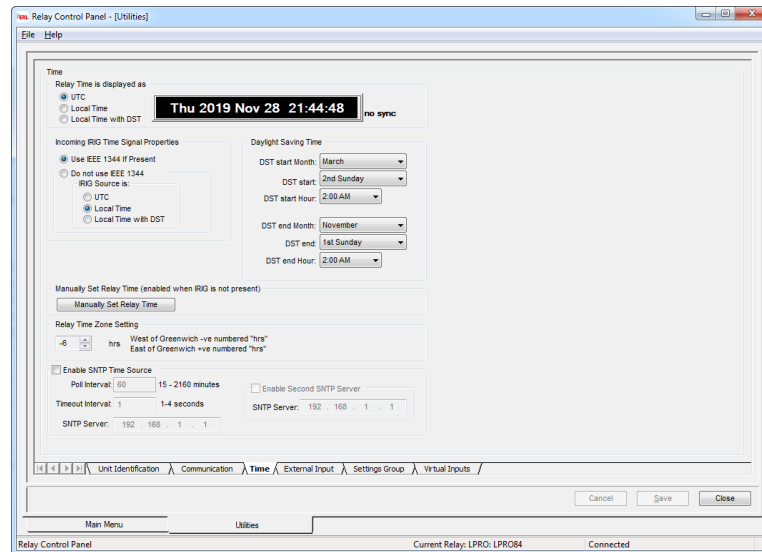 ERL Relay Control Panel - [Utilities]
File Help
Time
Relay Time is displayed as
UTC
Local Time
Local Time with DST
Thu 2019 Nov 28 21:44:48
no sync
Incoming IRIG Time Signal Properties
Use IEEE 1344 If Present
Do not use IEEE 1344
IRIG Source is:
UTC
Local Time
Local Time with DST
Daylight Saving Time
DST start Month: March
DST start: 2nd Sunday
DST start Hour: 2:00 AM
DST end Month: November
DST end: 1st Sunday
DST end Hour: 2:00 AM
Manually Set Relay Time (enabled when IRIG is not present)
Manually Set Relay Time
Relay Time Zone Setting
-6 hrs
West of Greenwich -ve numbered "hrs"
East of Greenwich +ve numbered "hrs"
Enable SNTP Time Source
Poll Interval: 60 15 - 2160 minutes
Timeout Interval: 1 1-4 seconds
SNTP Server: 192 . 168 . 1 . 1
Enable Second SNTP Server
SNTP Server: 192 . 168 . 1 . 1
Unit Identification Communication Time External Input Settings Group Virtual Inputs
Cancel Save Close
Main Menu Utilities
Relay Control Panel Current Relay: LPRO: LPRO84 Connected